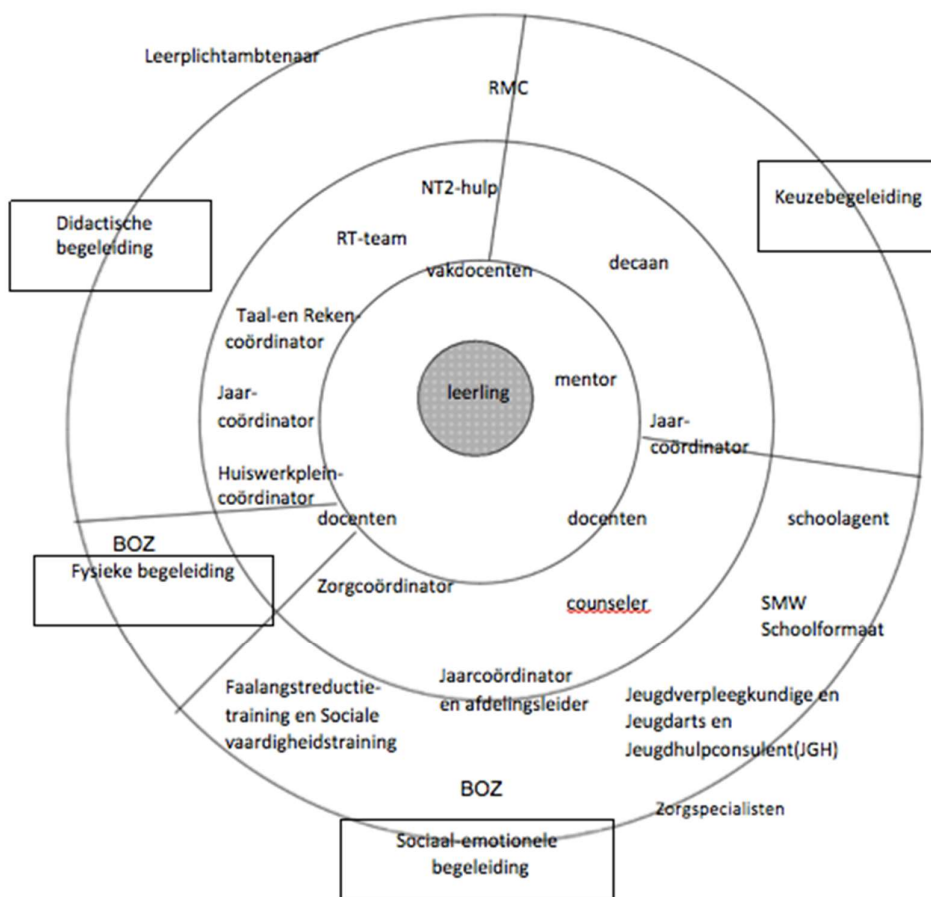 Leerplichtambtenaar
RMC
NT2-hulp
Keuzebegeleiding
Didactische
begeleiding
RT-team
decaan
vakdocenten
Taal-en Reken-
coördinator
leerling
mentor
Jaar-
coördinator
Jaar-
coördinator
Huiswerkplein-
coördinator
docenten
docenten
schoolagent
BOZ
Fysieke begeleiding
Zorgcoördinator
counseler
SMW
Schoolformaat
Faalangstreductie-
training en Sociale
vaardigheidstraining
Jaarcoördinator
en afdelingsleider
Jeugdverpleegkundige en
Jeugdarts en
Jeugdhulpconsulent(JGH)
BOZ
Zorgspecialisten
Sociaal-emotionele
begeleiding